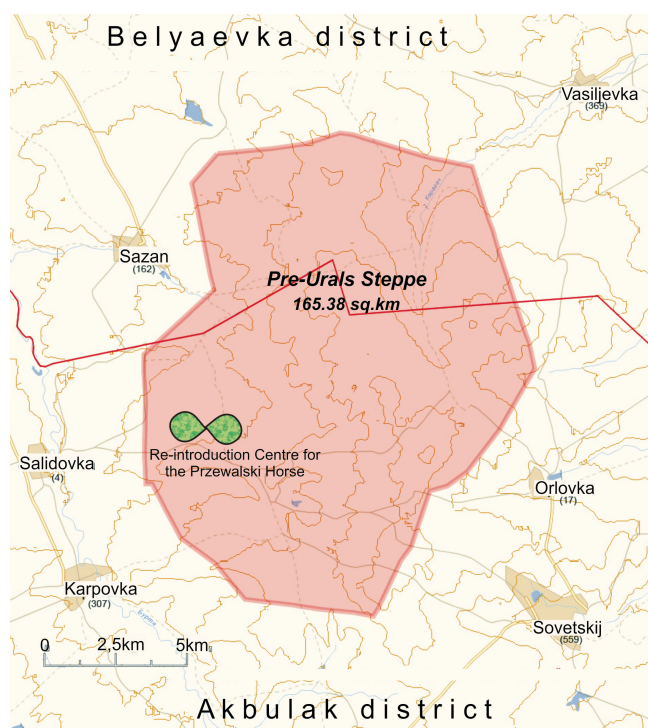 Belyaevka district
Vasiljevka
(369)
Sazan
(162)
Pre-Urals Steppe
165.38 sq.km
Re-introduction Centre for
the Przewalski Horse
Salidovka
(4)
Orlovka
(17)
Karpovka
(307)
Sovetskij
(559)
0 2,5km 5km
Akbulak district